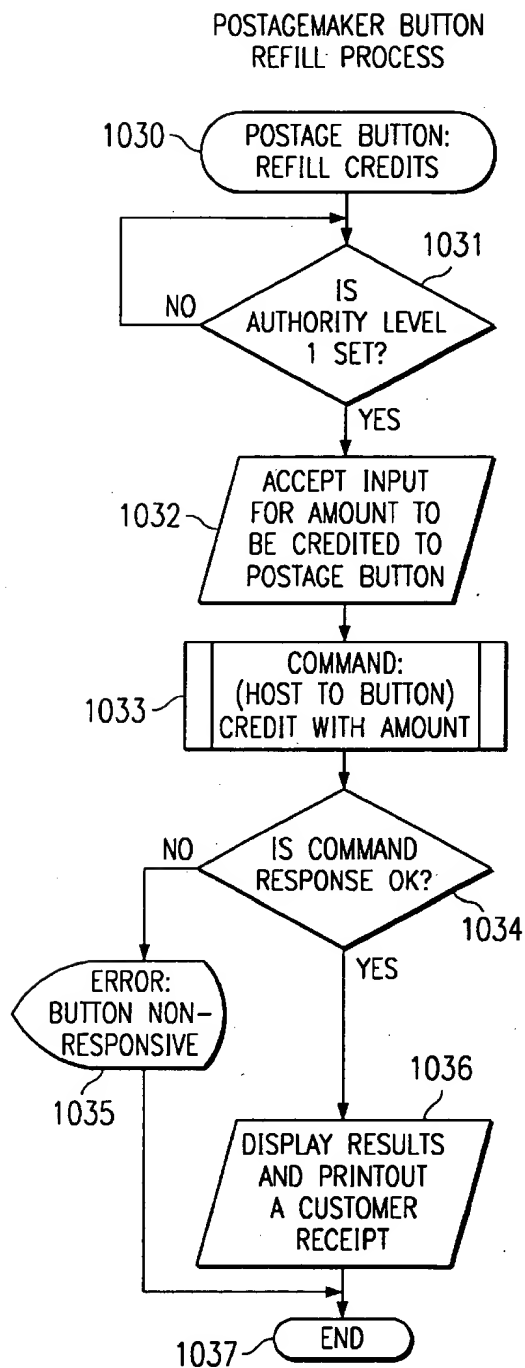 POSTAGEMAKER BUTTON
REFILL PROCESS
1030
POSTAGE BUTTON:
REFILL CREDITS
1031
IS
AUTHORITY LEVEL
1 SET?
NO
YES
1032
ACCEPT INPUT
FOR AMOUNT TO
BE CREDITED TO
POSTAGE BUTTON
1033
COMMAND:
(HOST TO BUTTON)
CREDIT WITH AMOUNT
NO
IS COMMAND
RESPONSE OK?
1034
YES
ERROR:
BUTTON NON-
RESPONSIVE
1035
1036
DISPLAY RESULTS
AND PRINTOUT
A CUSTOMER
RECEIPT
1037
END